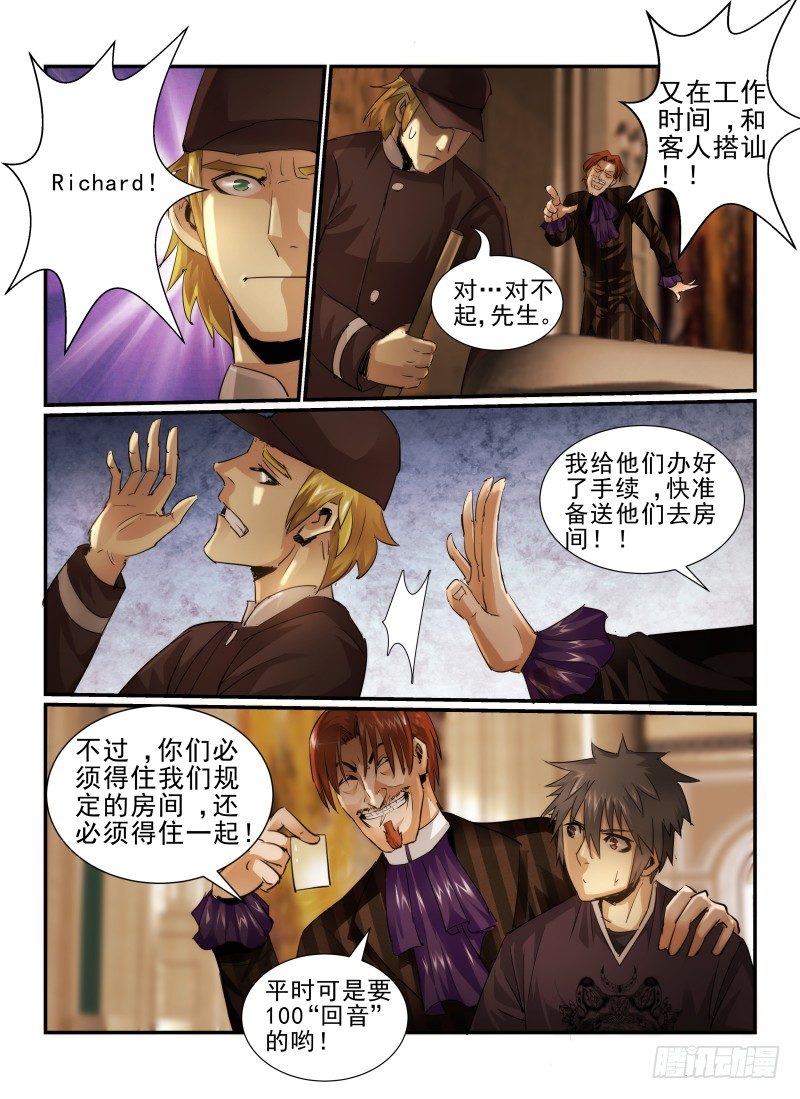 Richard！
又在工作
时间，和
客人搭讪
！！
对…对不
起,先生。
我给他们办好
了手续，快准
备送他们去房
间！！
不过，你们必
须得住我们规
定的房间，还
必须得住一起！
平时可是要
100“回音”
的哟！
腾讯动漫